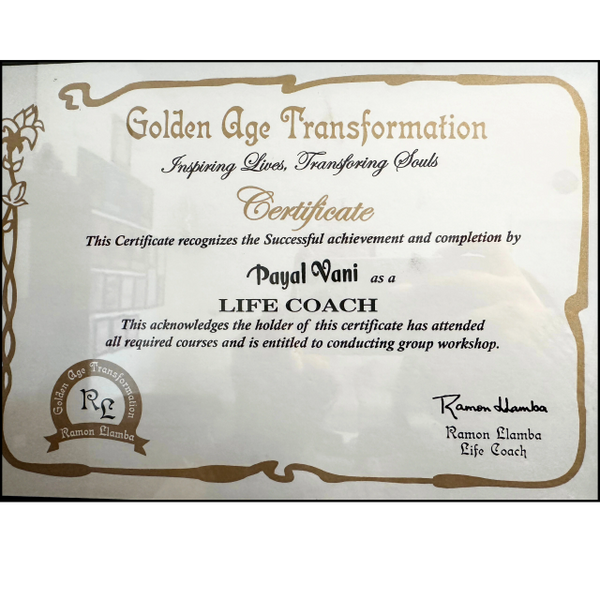 Golden Age Transformation
Inspiring Lives, Transforing Souls
Certificate
This Certificate recognizes the Successful achievement and completion by
Payal Vani as a
LIFE COACH
This acknowledges the holder of this certificate has attended
all required courses and is entitled to conducting group workshop.
Golden Age Transformation
RL
Ramon Llamba
Ramon Llamba
Ramon Llamba
Life Coach